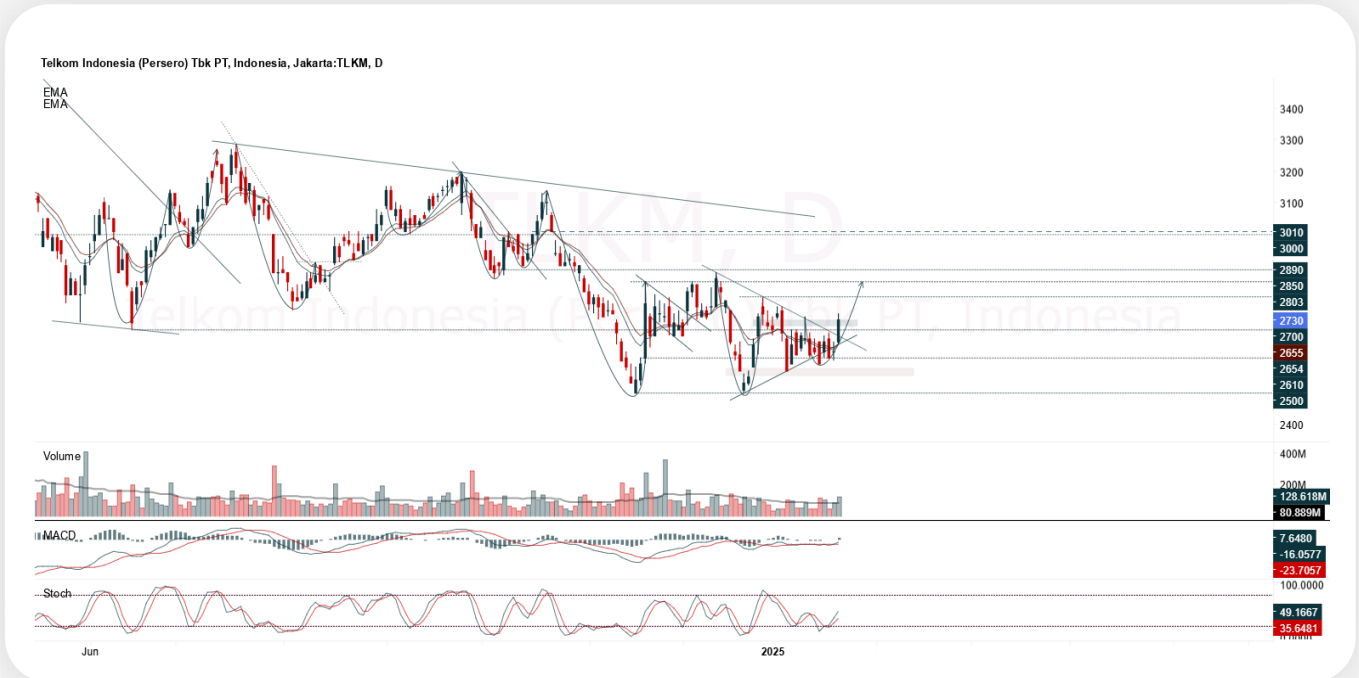 Telkom Indonesia (Persero) Tbk PT, Indonesia, Jakarta:TLKM, D
EMA
EMA
TLKM, D
Telkom Indonesia (Persero) Tbk PT, Indonesia
3400
3300
3200
3100
3010
3000
2890
2850
2803
2730
2700
2655
2654
2610
2500
2400
Volume
400M
200M
128.618M
80.889M
MACD
7.6480
-16.0577
-23.7057
Stoch
100.0000
49.1667
35.6481
Jun
2025